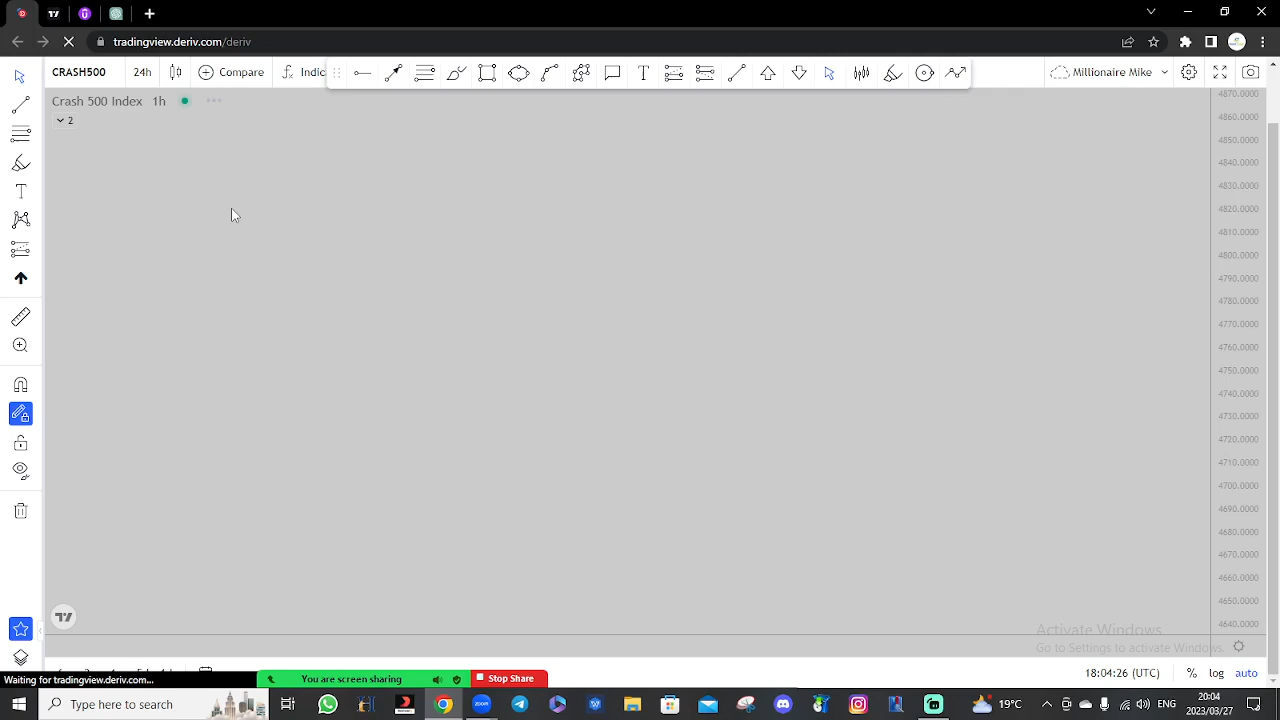 tradingview.deriv.com/deriv
CRASH500
24h
Compare
Indic
T
Millionaire Mike
Crash 500 Index 1h
2
4870.0000
4860.0000
4850.0000
4840.0000
4830.0000
4820.0000
4810.0000
4800.0000
4790.0000
4780.0000
4770.0000
4760.0000
4750.0000
4740.0000
4730.0000
4720.0000
4710.0000
4700.0000
4690.0000
4680.0000
4670.0000
4660.0000
4650.0000
4640.0000
Activate Windows
Go to Settings to activate Windows.
18:04:26 (UTC)
%
log
auto
Waiting for tradingview.deriv.com...
You are screen sharing
Stop Share
Type here to search
zoom
19°C
ENG
20:04
2023/03/27